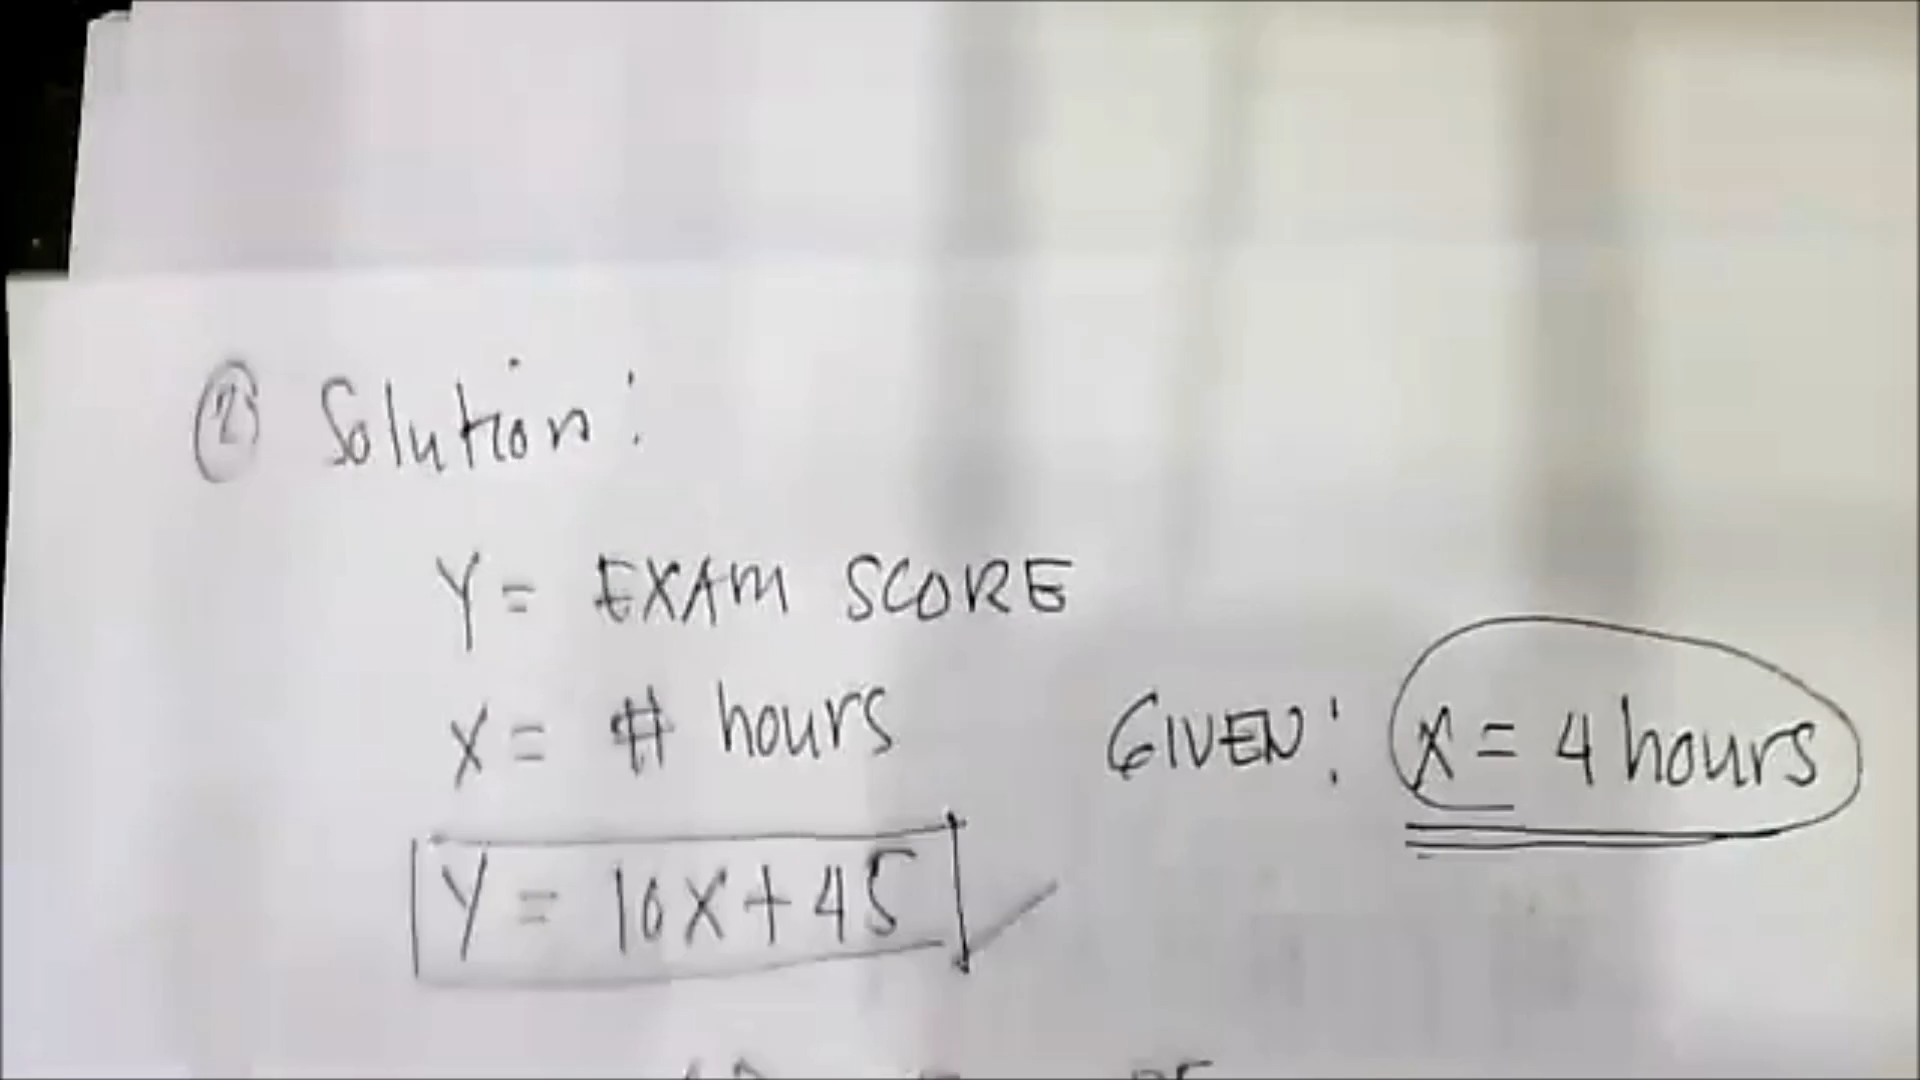 2) Solution:
Y = EXAM SCORE
X = # hours
GIVEN: X = 4 hours
Y = 10X + 45